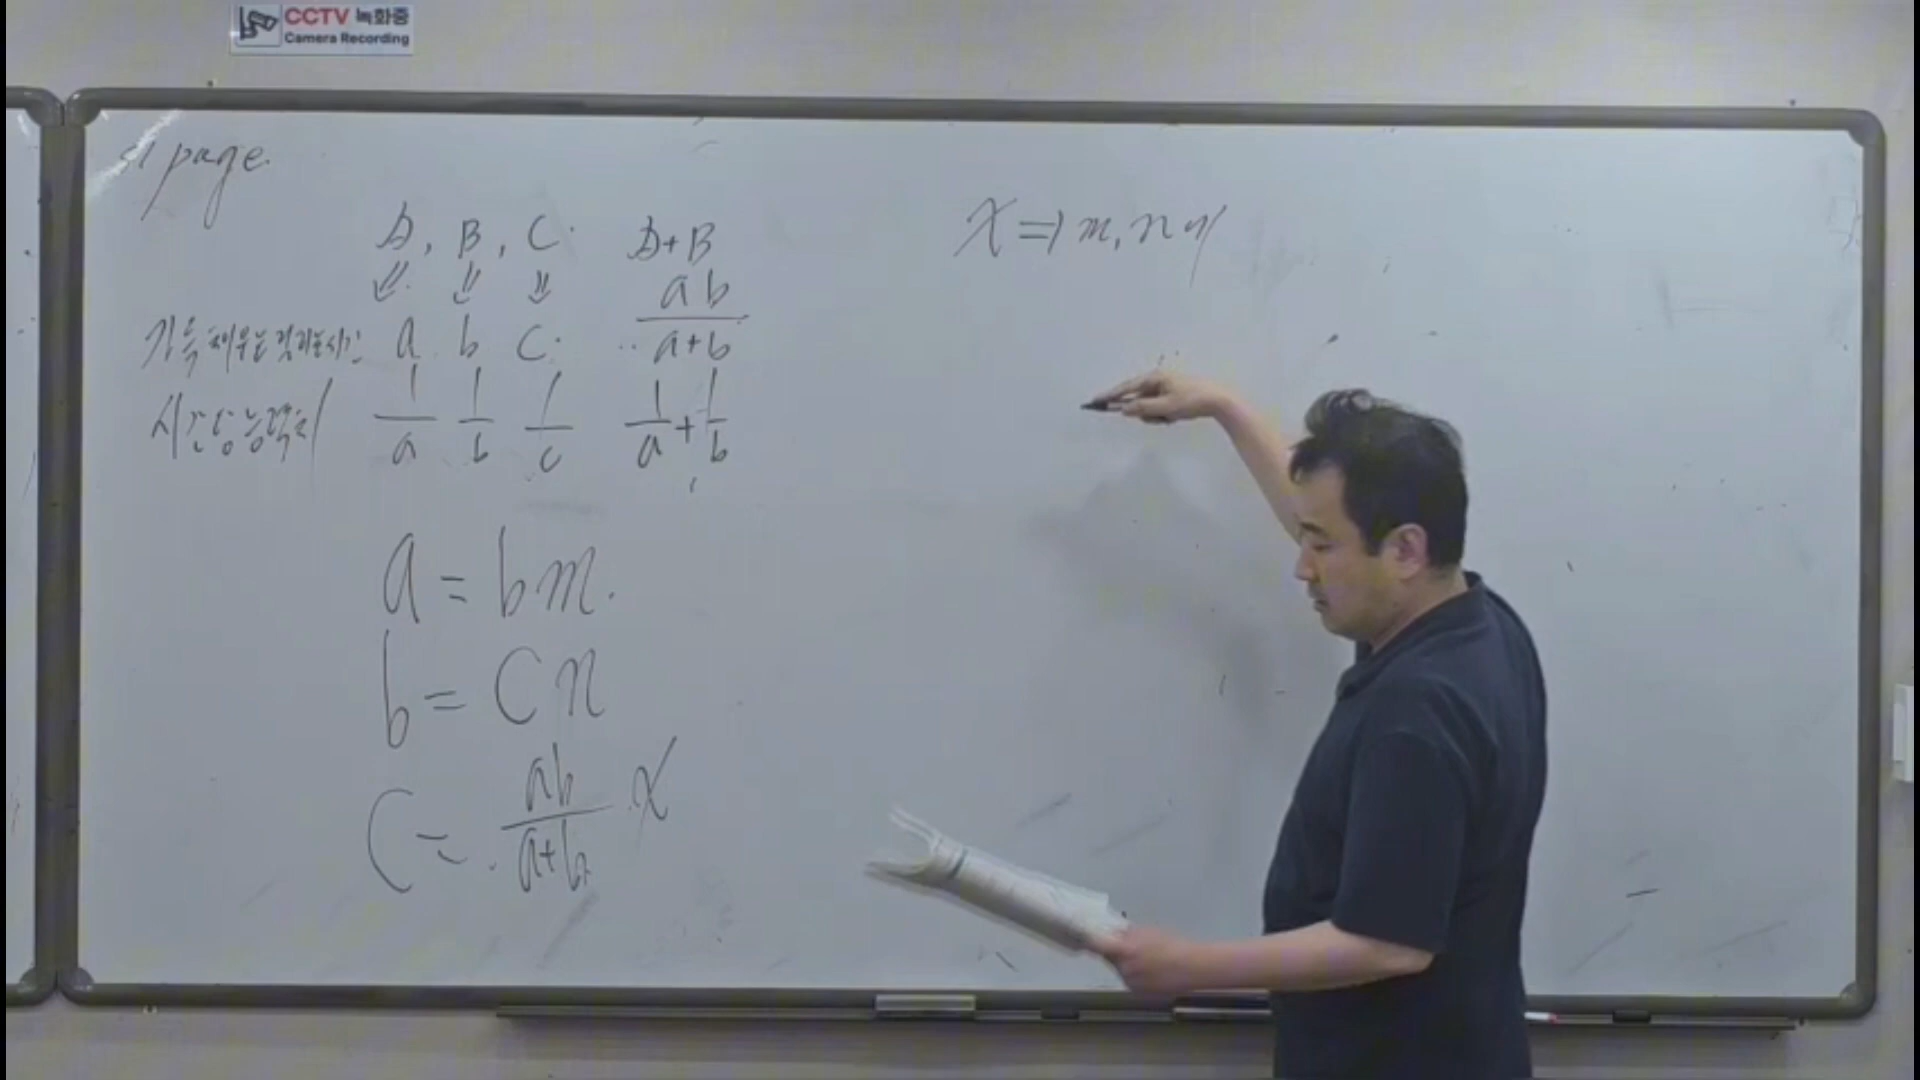 CCTV 녹화중
Camera Recording
page.
A, B, C. A+B
⇓ ⇓ ⇓
가득 채우는 걸리는 시간 a b c ab/(a+b)
시간당 능력치 1/a 1/b 1/c 1/a + 1/b
a = bm.
b = cn
c = ab/(a+b) x
x ⇒ m, n